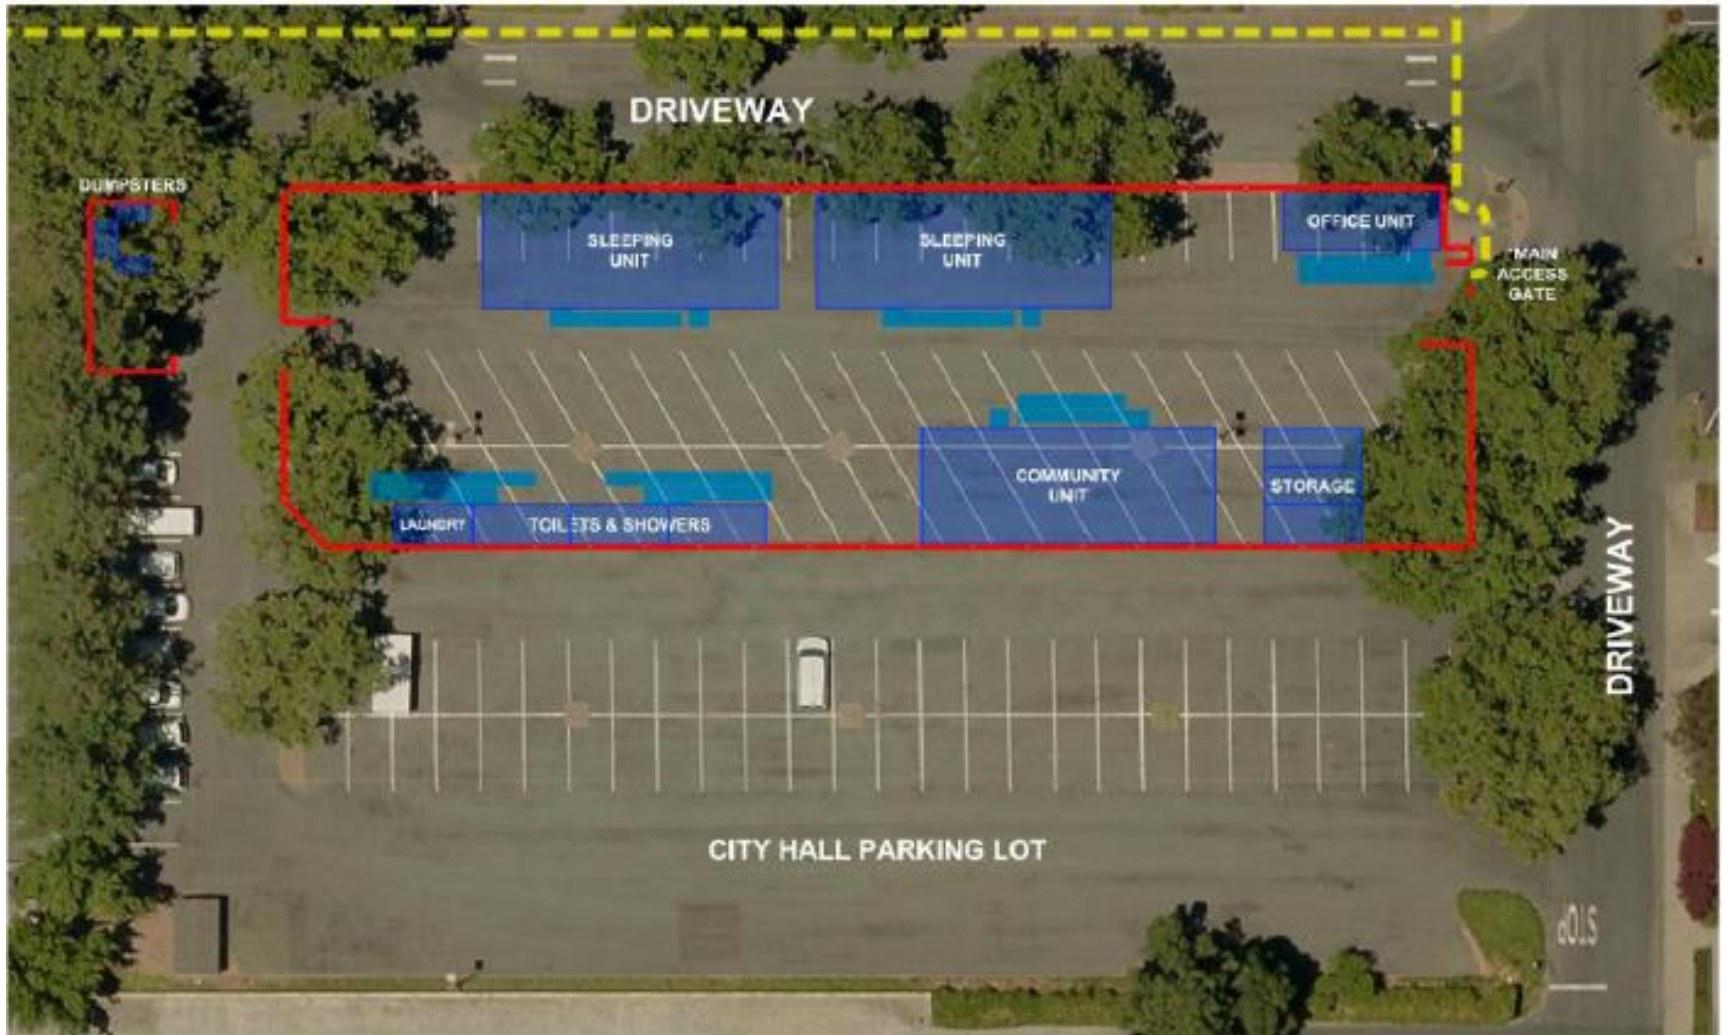 DRIVEWAY
DUMPSTERS
SLEEPING
UNIT
SLEEPING
UNIT
OFFICE UNIT
*MAIN
ACCESS
GATE
COMMUNITY
UNIT
STORAGE
LAUNDRY
TOILETS & SHOWERS
DRIVEWAY
CITY HALL PARKING LOT
STOP